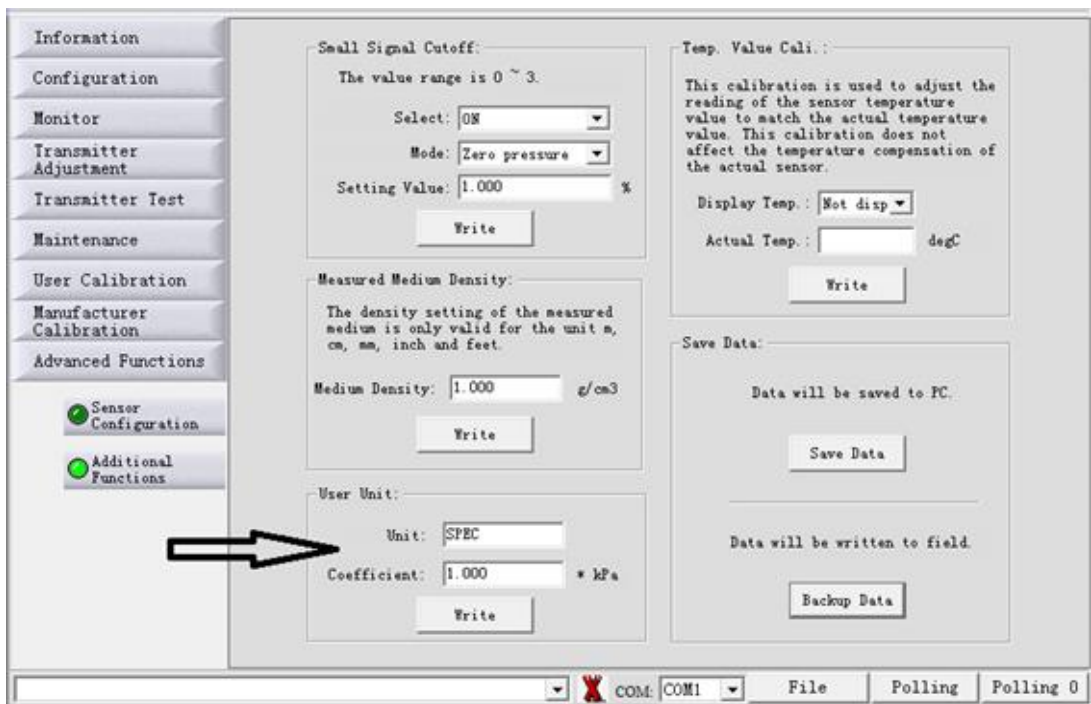 Information
Configuration
Monitor
Transmitter
Adjustment
Transmitter Test
Maintenance
User Calibration
Manufacturer
Calibration
Advanced Functions
Sensor
Configuration
Additional
Functions
Small Signal Cutoff:
The value range is 0 ~ 3.
Select: ON
Mode: Zero pressure
Setting Value: 1.000 %
Write
Measured Medium Density:
The density setting of the measured
medium is only valid for the unit m,
cm, mm, inch and feet.
Medium Density: 1.000 g/cm3
Write
User Unit:
Unit: SPEC
Coefficient: 1.000 * kPa
Write
Temp. Value Cali.:
This calibration is used to adjust the
reading of the sensor temperature
value to match the actual temperature
value. This calibration does not
affect the temperature compensation of
the actual sensor.
Display Temp.: Not disp
Actual Temp.: degC
Write
Save Data:
Data will be saved to PC.
Save Data
Data will be written to field.
Backup Data
COM: COM1
File
Polling
Polling 0